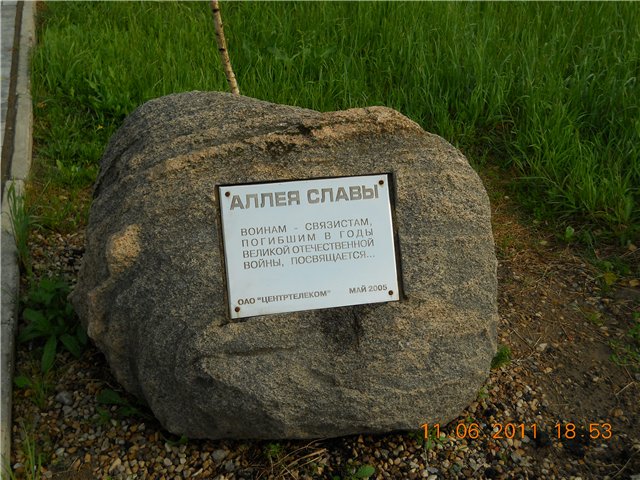 АЛЛЕЯ СЛАВЫ
ВОИНАМ - СВЯЗИСТАМ,
ПОГИБШИМ В ГОДЫ
ВЕЛИКОЙ ОТЕЧЕСТВЕННОЙ
ВОЙНЫ, ПОСВЯЩАЕТСЯ...
ОАО "ЦЕНТРТЕЛЕКОМ" МАЙ 2005
11 06 2011 18 53